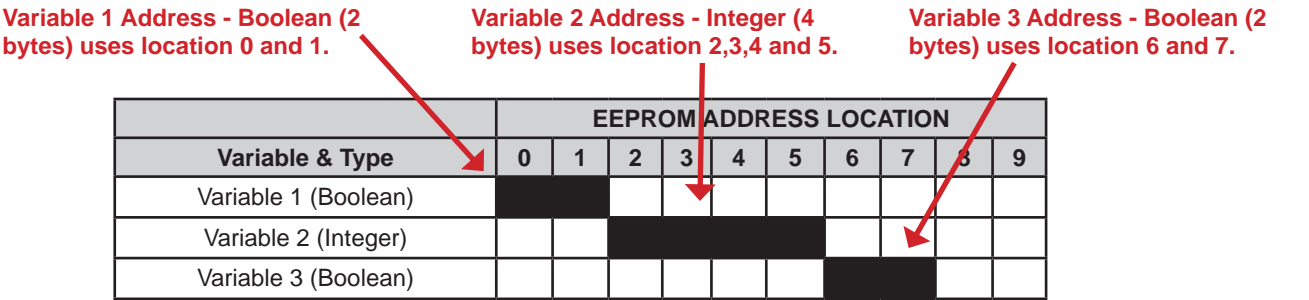 Variable 1 Address - Boolean (2
bytes) uses location 0 and 1.
Variable 2 Address - Integer (4
bytes) uses location 2,3,4 and 5.
Variable 3 Address - Boolean (2
bytes) uses location 6 and 7.
EEPROM ADDRESS LOCATION
Variable & Type 0 1 2 3 4 5 6 7 8 9
Variable 1 (Boolean)
Variable 2 (Integer)
Variable 3 (Boolean)